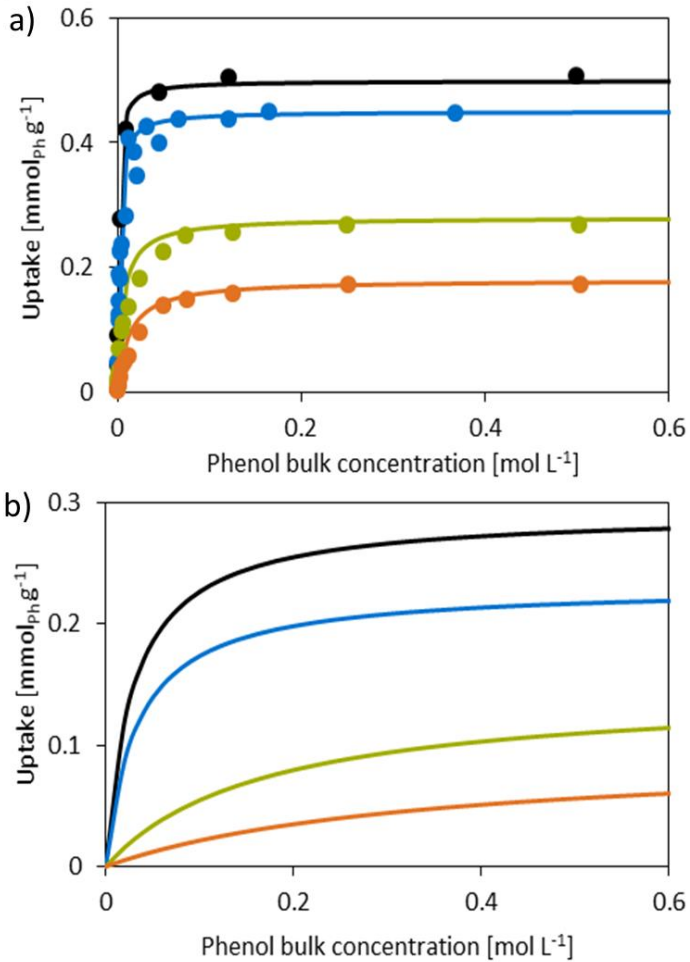 a)
0.6
0.4
0.2
0
Uptake [mmolPh g-1]
0 0.2 0.4 0.6
Phenol bulk concentration [mol L-1]
b)
0.3
0.2
0.1
0
Uptake [mmolPhg-1]
0 0.2 0.4 0.6
Phenol bulk concentration [mol L-1]